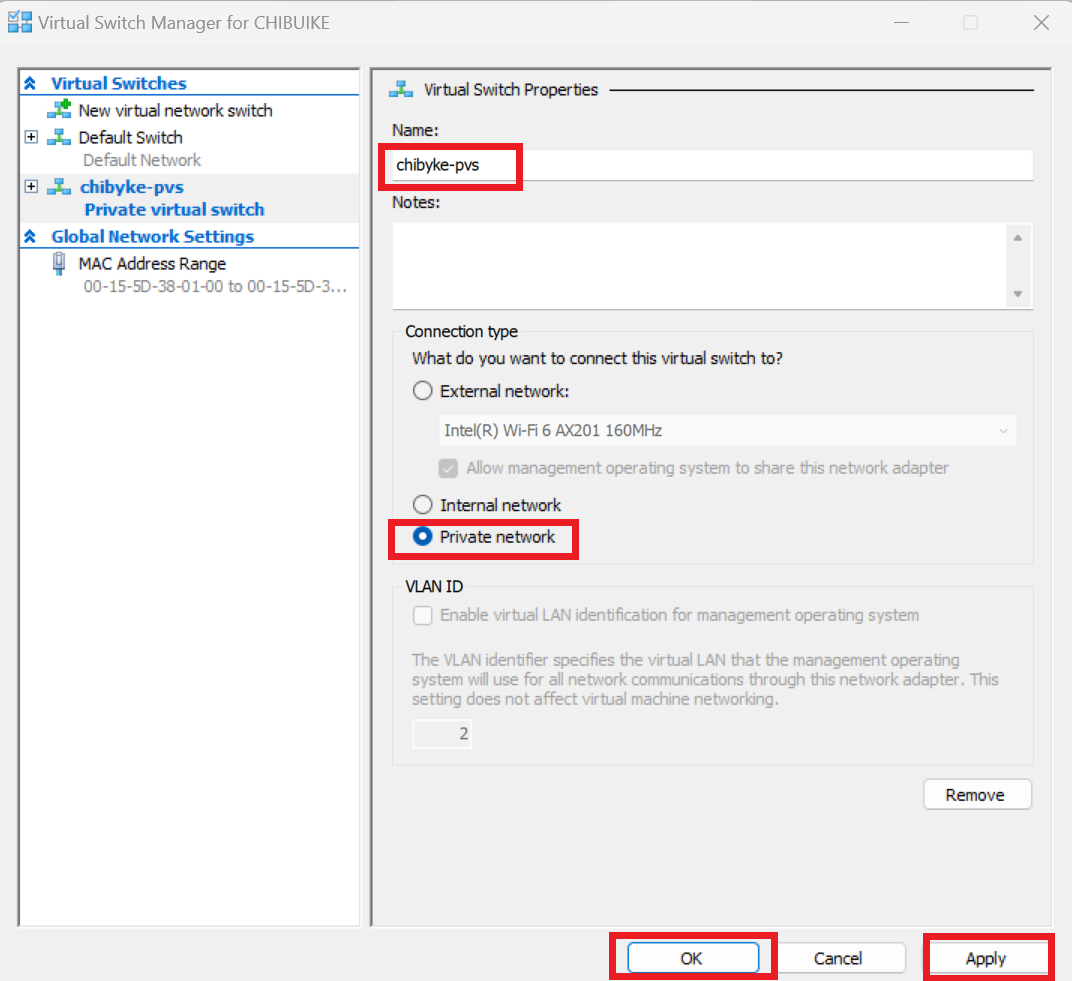 Virtual Switch Manager for CHIBUIKE
Virtual Switches
New virtual network switch
Default Switch
Default Network
chibyke-pvs
Private virtual switch
Global Network Settings
MAC Address Range
00-15-5D-38-01-00 to 00-15-5D-3...
Virtual Switch Properties
Name:
chibyke-pvs
Notes:
Connection type
What do you want to connect this virtual switch to?
External network:
Intel(R) Wi-Fi 6 AX201 160MHz
Allow management operating system to share this network adapter
Internal network
Private network
VLAN ID
Enable virtual LAN identification for management operating system
The VLAN identifier specifies the virtual LAN that the management operating
system will use for all network communications through this network adapter. This
setting does not affect virtual machine networking.
2
Remove
OK Cancel Apply